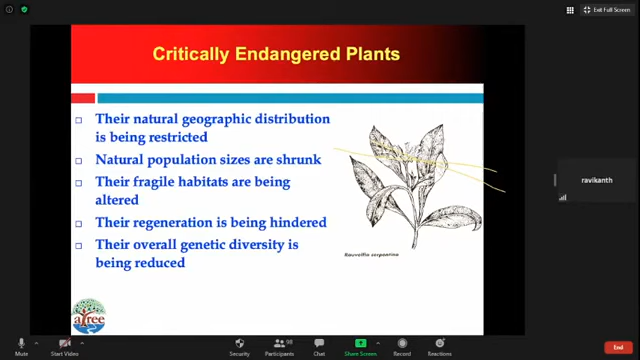 Exit Full Screen
Critically Endangered Plants
Their natural geographic distribution
is being restricted
Natural population sizes are shrunk
Their fragile habitats are being
altered
Their regeneration is being hindered
Their overall genetic diversity is
being reduced
Rauvolfia serpentina
atree
ravikanth
Mute
Start Video
Security
Participants
98
Chat
Share Screen
Record
Reactions
End